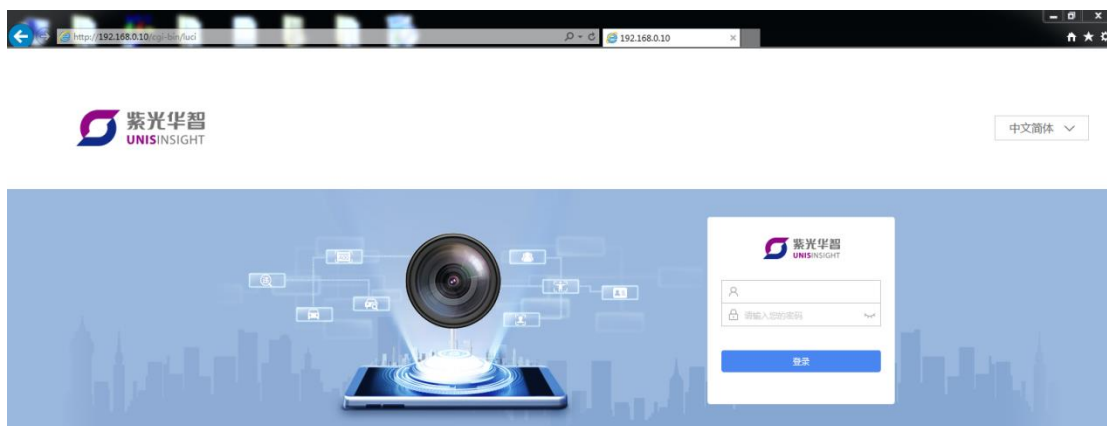 http://192.168.0.10/cgi-bin/luci
192.168.0.10
紫光华智
UNISINSIGHT
中文简体
紫光华智
UNISINSIGHT
请输入您的密码
登录